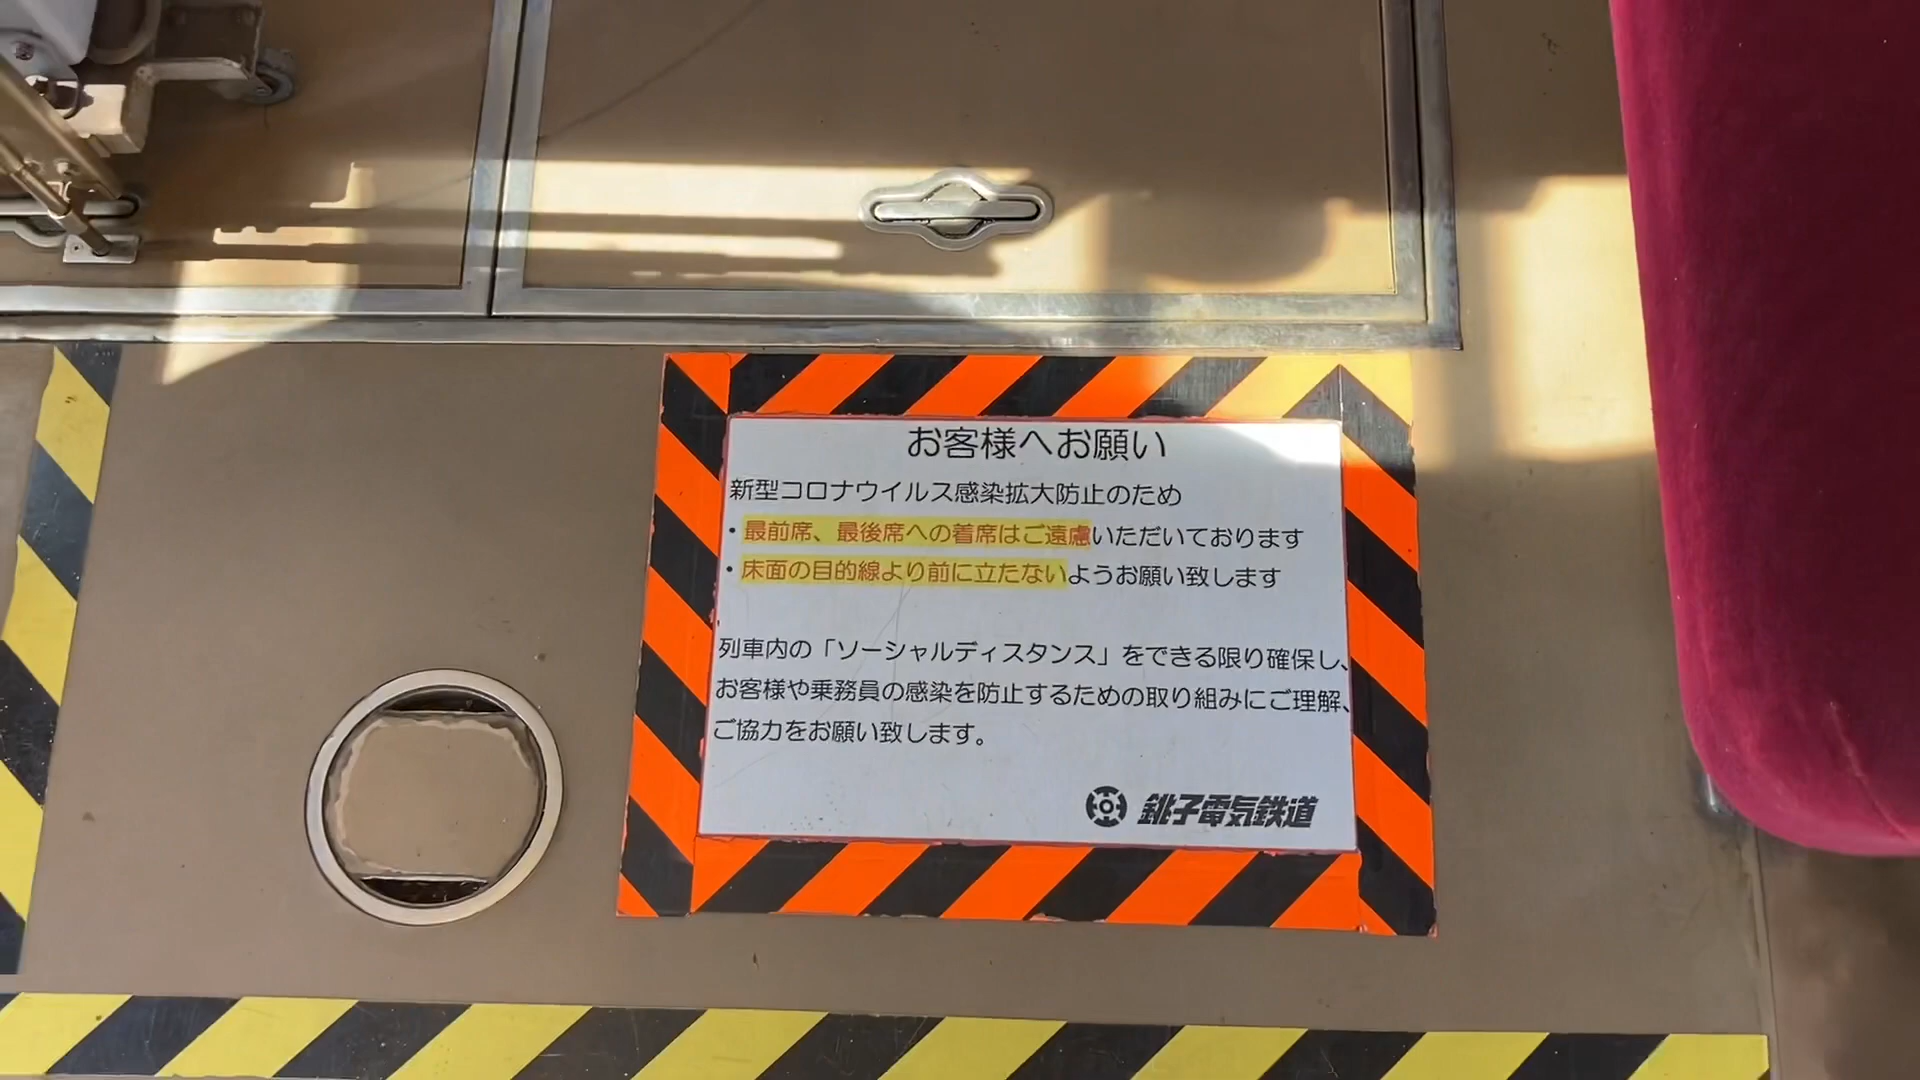 お客様へお願い
新型コロナウイルス感染拡大防止のため
・最前席、最後席への着席はご遠慮いただいております
・床面の目的線より前に立たないようお願い致します
列車内の「ソーシャルディスタンス」をできる限り確保し、
お客様や乗務員の感染を防止するための取り組みにご理解、
ご協力をお願い致します。
銚子電気鉄道